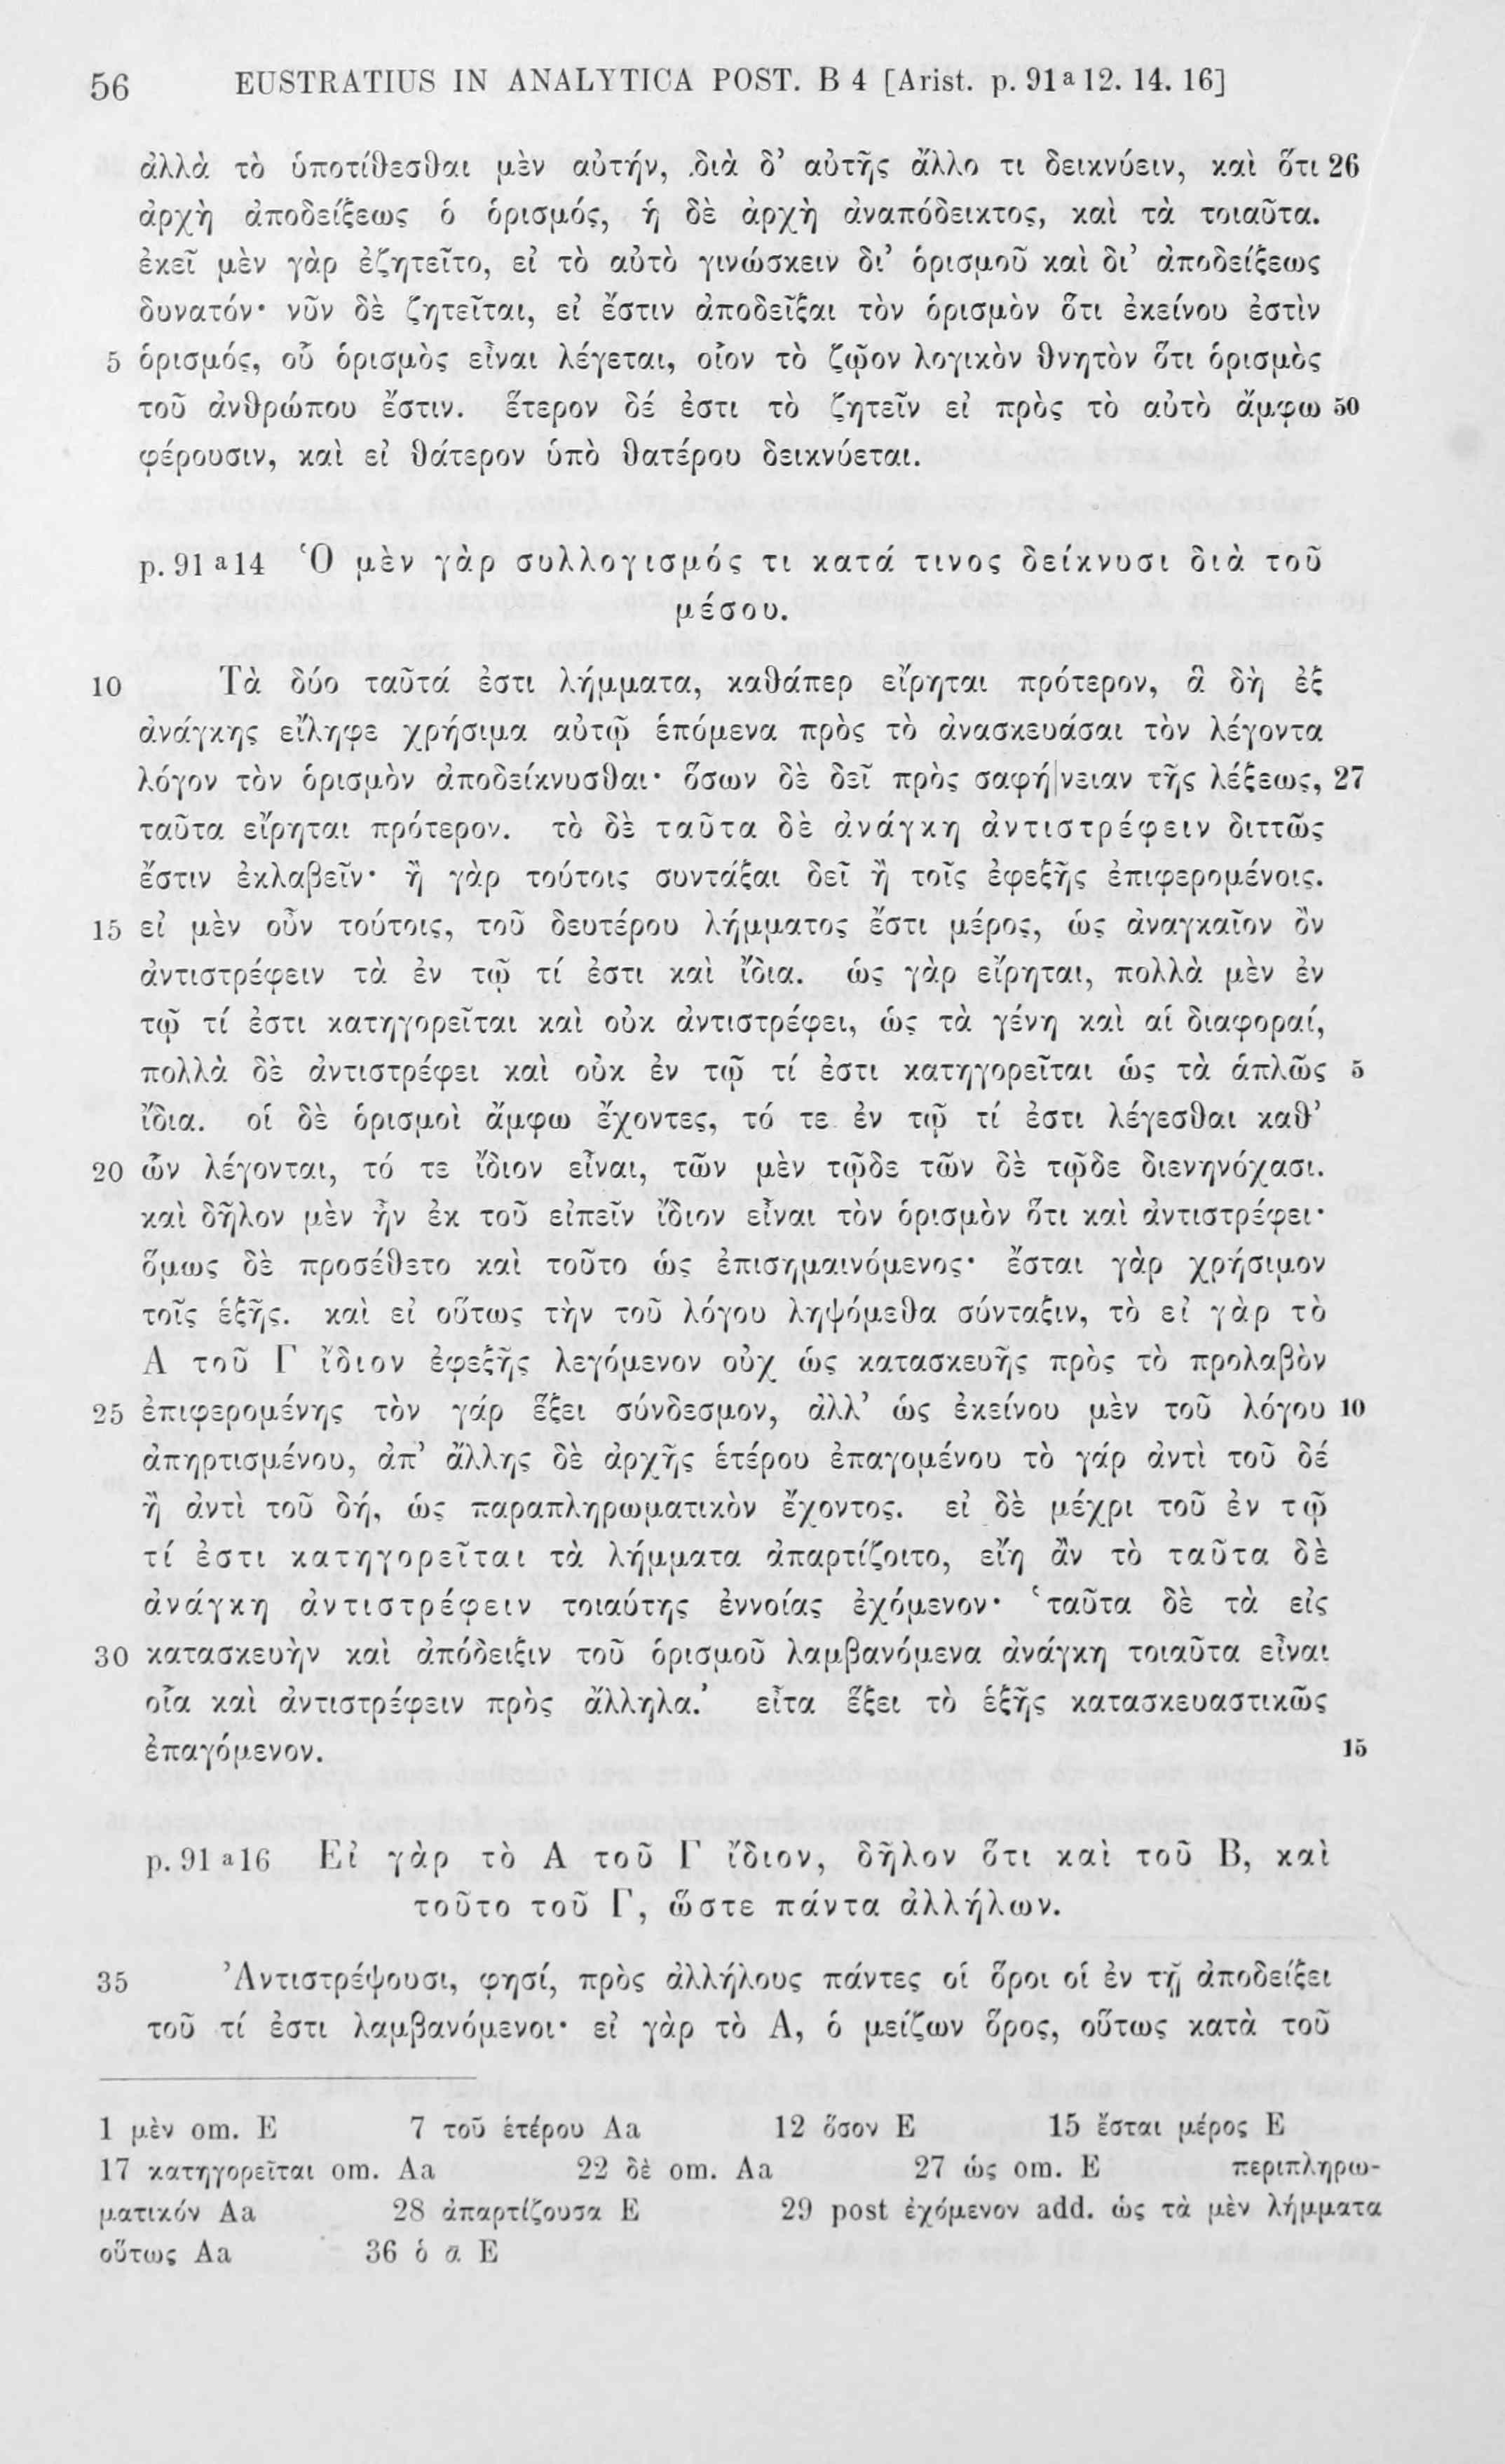 56 EUSTRATIUS IN ANALYTICA POST. B 4 [Arist. p. 91ᵃ12. 14. 16]
ἀλλὰ τὸ ὑποτίθεσθαι μὲν αὐτήν, διὰ δ’ αὐτῆς ἄλλο τι δεικνύειν, καὶ ὅτι 26
ἀρχὴ ἀποδείξεως ὁ ὁρισμός, ἡ δὲ ἀρχὴ ἀναπόδεικτος, καὶ τὰ τοιαῦτα.
ἐκεῖ μὲν γὰρ ἐζητεῖτο, εἰ τὸ αὐτὸ γινώσκειν δι’ ὁρισμοῦ καὶ δι’ ἀποδείξεως
δυνατόν· νῦν δὲ ζητεῖται, εἰ ἔστιν ἀποδεῖξαι τὸν ὁρισμὸν ὅτι ἐκείνου ἐστὶν
5 ὁρισμός, οὗ ὁρισμὸς εἶναι λέγεται, οἷον τὸ ζῷον λογικὸν θνητὸν ὅτι ὁρισμὸς
τοῦ ἀνθρώπου ἔστιν. ἕτερον δέ ἐστι τὸ ζητεῖν εἰ πρὸς τὸ αὐτὸ ἄμφω 50
φέρουσιν, καὶ εἰ θάτερον ὑπὸ θατέρου δεικνύεται.
p. 91ᵃ14 Ὁ μὲν γὰρ συλλογισμός τι κατά τινος δείκνυσι διὰ τοῦ
μέσου.
10 Τὰ δύο ταῦτά ἐστι λήμματα, καθάπερ εἴρηται πρότερον, ἃ δὴ ἐξ
ἀνάγκης εἴληφε χρήσιμα αὐτῷ ἑπόμενα πρὸς τὸ ἀνασκευάσαι τὸν λέγοντα
λόγον τὸν ὁρισμὸν ἀποδείκνυσθαι· ὅσων δὲ δεῖ πρὸς σαφή|νειαν τῆς λέξεως, 27
ταῦτα εἴρηται πρότερον. τὸ δὲ ταῦτα δὲ ἀνάγκη ἀντιστρέφειν διττῶς
ἔστιν ἐκλαβεῖν· ἢ γὰρ τούτοις συντάξαι δεῖ ἢ τοῖς ἐφεξῆς ἐπιφερομένοις.
15 εἰ μὲν οὖν τούτοις, τοῦ δευτέρου λήμματος ἔστι μέρος, ὡς ἀναγκαῖον ὂν
ἀντιστρέφειν τὰ ἐν τῷ τί ἐστι καὶ ἴδια. ὡς γὰρ εἴρηται, πολλὰ μὲν ἐν
τῷ τί ἐστι κατηγορεῖται καὶ οὐκ ἀντιστρέφει, ὡς τὰ γένη καὶ αἱ διαφοραί,
πολλὰ δὲ ἀντιστρέφει καὶ οὐκ ἐν τῷ τί ἐστι κατηγορεῖται ὡς τὰ ἁπλῶς 5
ἴδια. οἱ δὲ ὁρισμοὶ ἄμφω ἔχοντες, τό τε ἐν τῷ τί ἐστι λέγεσθαι καθ’
20 ὧν λέγονται, τό τε ἴδιον εἶναι, τῶν μὲν τῷδε τῶν δὲ τῷδε διενηνόχασι.
καὶ δῆλον μὲν ἦν ἐκ τοῦ εἰπεῖν ἴδιον εἶναι τὸν ὁρισμὸν ὅτι καὶ ἀντιστρέφει·
ὅμως δὲ προσέθετο καὶ τοῦτο ὡς ἐπισημαινόμενος· ἔσται γὰρ χρήσιμον
τοῖς ἑξῆς. καὶ εἰ οὕτως τὴν τοῦ λόγου ληψόμεθα σύνταξιν, τὸ εἰ γὰρ τὸ
Α τοῦ Γ ἴδιον ἐφεξῆς λεγόμενον οὐχ ὡς κατασκευῆς πρὸς τὸ προλαβὸν
25 ἐπιφερομένης τὸν γάρ ἕξει σύνδεσμον, ἀλλ’ ὡς ἐκείνου μὲν τοῦ λόγου 10
ἀπηρτισμένου, ἀπ’ ἄλλης δὲ ἀρχῆς ἑτέρου ἐπαγομένου τὸ γάρ ἀντὶ τοῦ δέ
ἢ ἀντὶ τοῦ δή, ὡς παραπληρωματικὸν ἔχοντος. εἰ δὲ μέχρι τοῦ ἐν τῷ
τί ἐστι κατηγορεῖται τὰ λήμματα ἀπαρτίζοιτο, εἴη ἂν τὸ ταῦτα δὲ
ἀνάγκη ἀντιστρέφειν τοιαύτης ἐννοίας ἐχόμενον· ‘ταῦτα δὲ τὰ εἰς
30 κατασκευὴν καὶ ἀπόδειξιν τοῦ ὁρισμοῦ λαμβανόμενα ἀνάγκη τοιαῦτα εἶναι
οἷα καὶ ἀντιστρέφειν πρὸς ἄλληλα.’ εἶτα ἕξει τὸ ἑξῆς κατασκευαστικῶς
ἐπαγόμενον. 15
p. 91ᵃ16 Εἰ γὰρ τὸ Α τοῦ Γ ἴδιον, δῆλον ὅτι καὶ τοῦ Β, καὶ
τοῦτο τοῦ Γ, ὥστε πάντα ἀλλήλων.
35 Ἀντιστρέψουσι, φησί, πρὸς ἀλλήλους πάντες οἱ ὅροι οἱ ἐν τῇ ἀποδείξει
τοῦ τί ἐστι λαμβανόμενοι· εἰ γὰρ τὸ Α, ὁ μείζων ὅρος, οὕτως κατὰ τοῦ
1 μὲν om. E 7 τοῦ ἑτέρου Aa 12 ὅσον E 15 ἔσται μέρος E
17 κατηγορεῖται om. Aa 22 δὲ om. Aa 27 ὡς om. E περιπληρω-
ματικόν Aa 28 ἀπαρτίζουσα E 29 post ἐχόμενον add. ὡς τὰ μὲν λήμματα
οὕτως Aa 36 ὁ α E